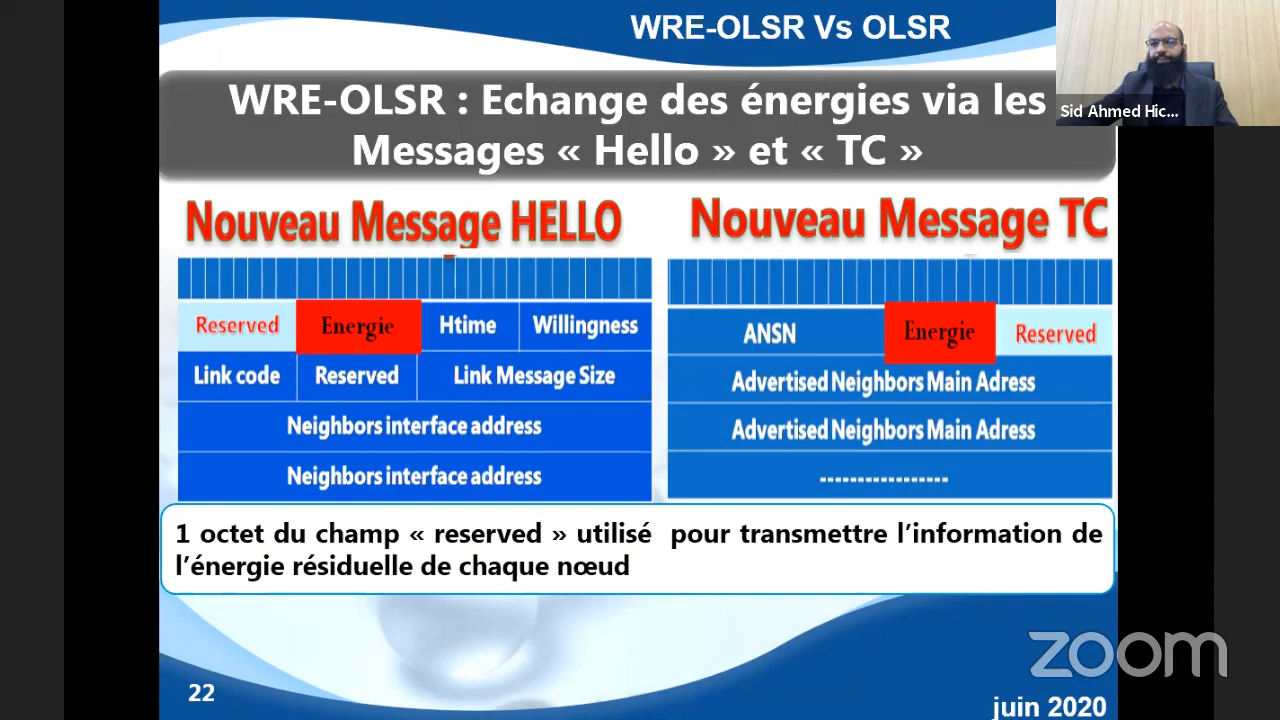 WRE-OLSR Vs OLSR
Sid Ahmed Hic...
WRE-OLSR : Echange des énergies via les
Messages « Hello » et « TC »
Nouveau Message HELLO
Reserved Energie Htime Willingness
Link code Reserved Link Message Size
Neighbors interface address
Neighbors interface address
Nouveau Message TC
ANSN Energie Reserved
Advertised Neighbors Main Adress
Advertised Neighbors Main Adress
-----------------
1 octet du champ « reserved » utilisé pour transmettre l’information de
l’énergie résiduelle de chaque nœud
zoom
22
juin 2020